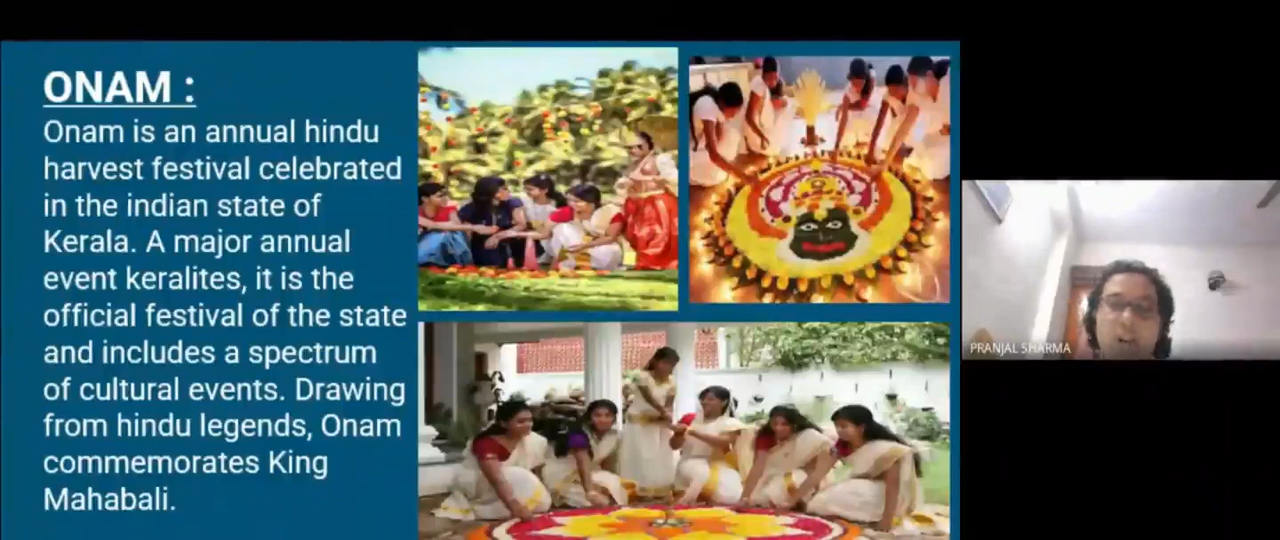 ONAM :
Onam is an annual hindu
harvest festival celebrated
in the indian state of
Kerala. A major annual
event keralites, it is the
official festival of the state
and includes a spectrum
of cultural events. Drawing
from hindu legends, Onam
commemorates King
Mahabali.
PRANJAL SHARMA